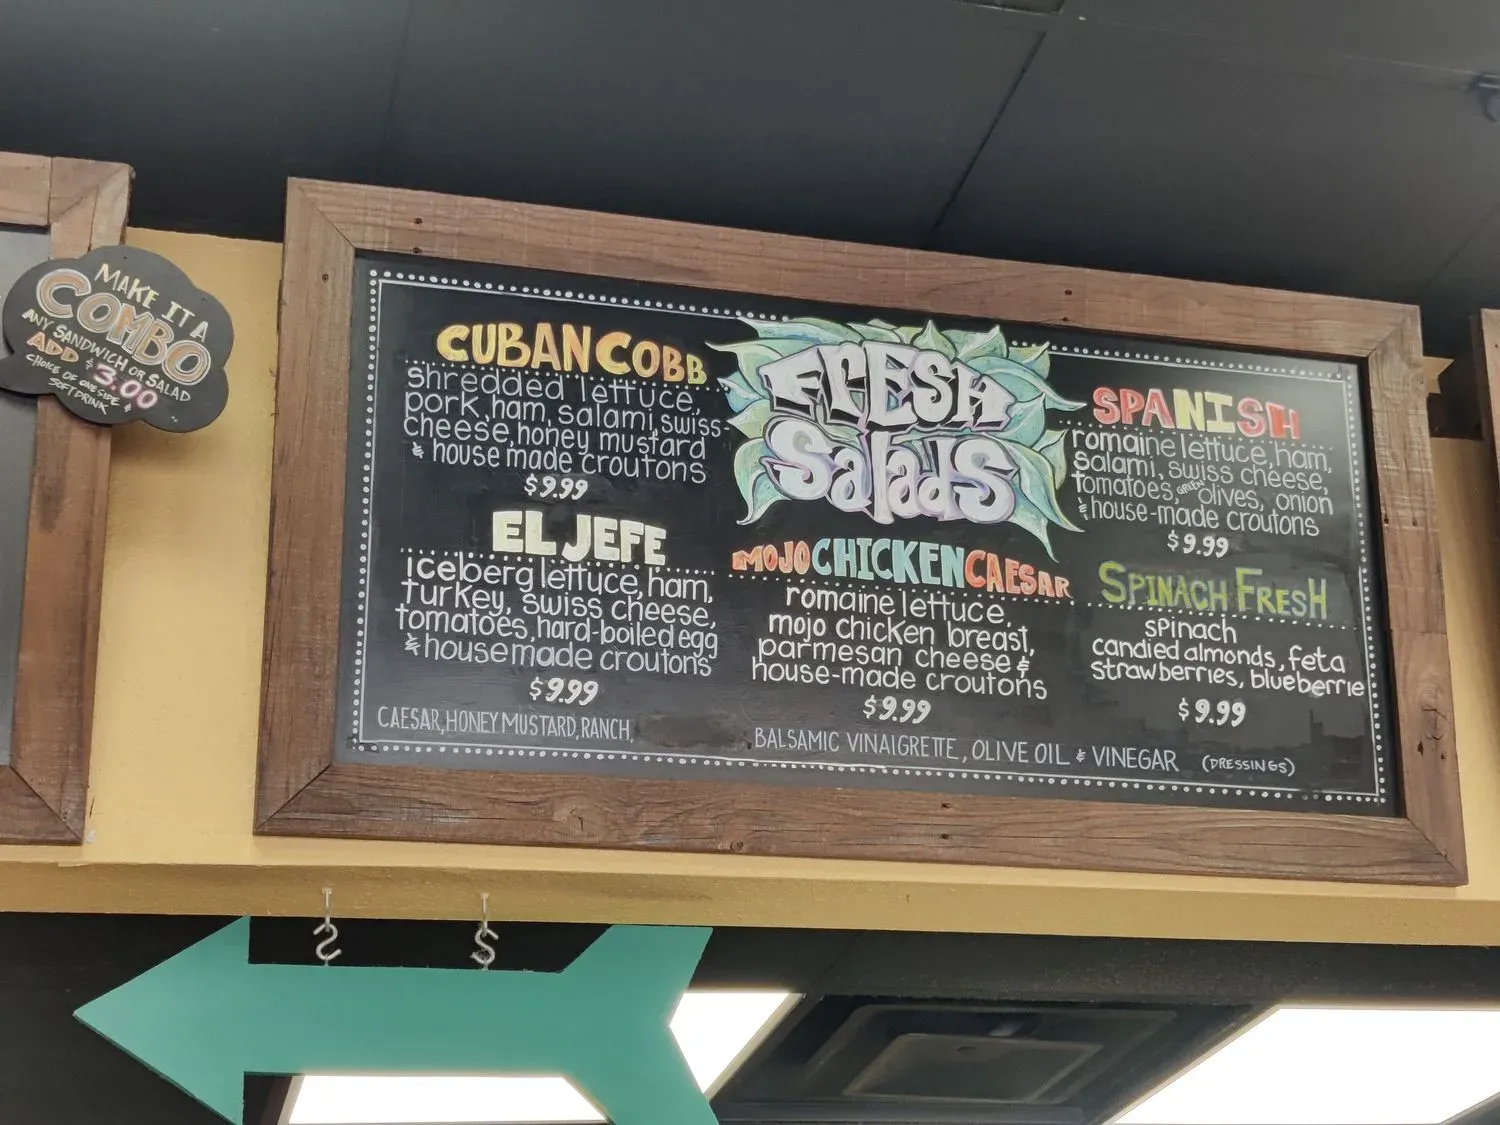 MAKE IT A
COMBO
ANY SANDWICH OR SALAD
ADD $3.00
CHOICE OF ONE SIDE &
SOFT DRINK
FRESH
Salads
CUBAN COBB
shredded lettuce,
pork, ham, salami, swiss-
cheese, honey mustard
& house made croutons
$9.99
EL JEFE
iceberg lettuce, ham,
turkey, swiss cheese,
tomatoes, hard-boiled egg
& house made croutons
$9.99
MOJO CHICKEN CAESAR
romaine lettuce,
mojo chicken breast,
parmesan cheese &
house-made croutons
$9.99
SPANISH
romaine lettuce, ham,
salami, swiss cheese,
tomatoes, GREEN olives, onion
& house-made croutons
$9.99
SPINACH FRESH
spinach
candied almonds, feta
strawberries, blueberrie
$9.99
CAESAR, HONEY MUSTARD, RANCH, BALSAMIC VINAIGRETTE, OLIVE OIL & VINEGAR (DRESSINGS)